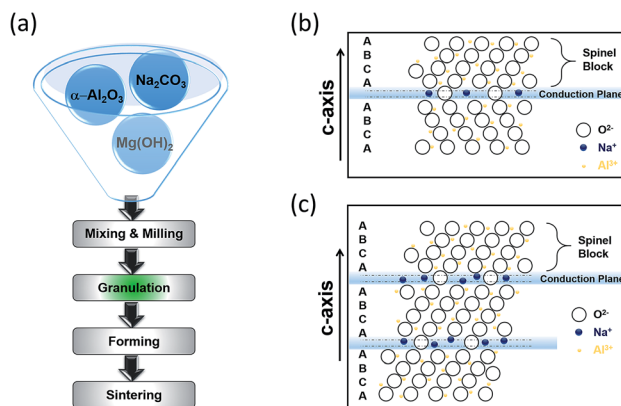 (a)
α-Al2O3
Na2CO3
Mg(OH)2
Mixing & Milling
Granulation
Forming
Sintering
(b)
c-axis
A
B
C
A
A
B
C
A
Spinel
Block
Conduction Plane
O2-
Na+
Al3+
(c)
c-axis
A
B
C
A
A
B
C
A
A
B
C
A
Spinel
Block
Conduction Plane
O2-
Na+
Al3+